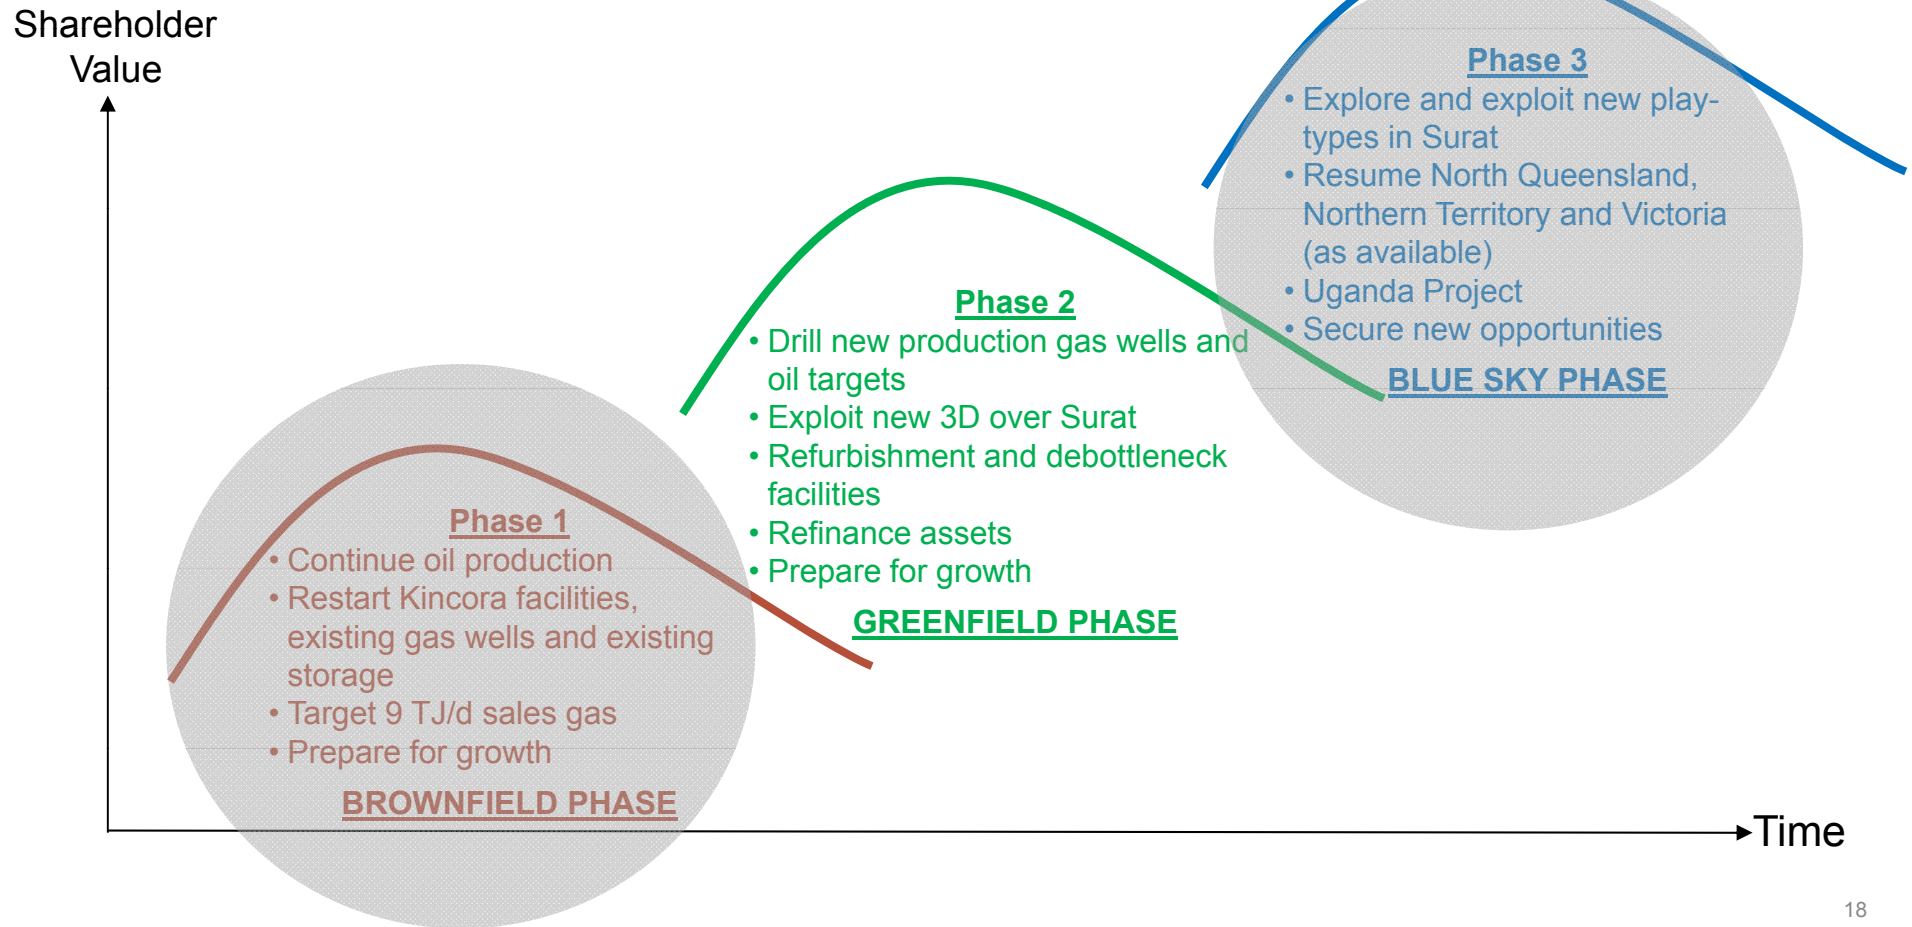 Shareholder
Value
Phase 3
• Explore and exploit new play-
types in Surat
• Resume North Queensland,
Northern Territory and Victoria
(as available)
• Uganda Project
• Secure new opportunities
BLUE SKY PHASE
Phase 2
• Drill new production gas wells and
oil targets
• Exploit new 3D over Surat
• Refurbishment and debottleneck
facilities
• Refinance assets
• Prepare for growth
GREENFIELD PHASE
Phase 1
• Continue oil production
• Restart Kincora facilities,
existing gas wells and existing
storage
• Target 9 TJ/d sales gas
• Prepare for growth
BROWNFIELD PHASE
Time
18